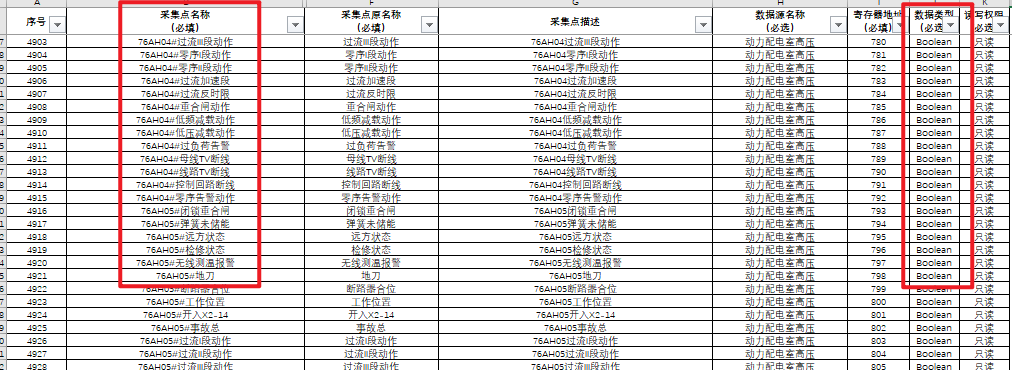 A E F G H I J K
序号 采集点名称 (必填) 采集点原名称 (必填) 采集点描述 数据源名称 (必选) 寄存器地址 (必填) 数据类型 (必选) 读写权限
4903 76AH04#过流Ⅲ段动作 过流Ⅲ段动作 76AH04过流Ⅲ段动作 动力配电室高压 780 Boolean 只读
4904 76AH04#零序Ⅰ段动作 零序Ⅰ段动作 76AH04零序Ⅰ段动作 动力配电室高压 781 Boolean 只读
4905 76AH04#零序Ⅱ段动作 零序Ⅱ段动作 76AH04零序Ⅱ段动作 动力配电室高压 782 Boolean 只读
4906 76AH04#过流加速段 过流加速段 76AH04过流加速段 动力配电室高压 783 Boolean 只读
4907 76AH04#过流反时限 过流反时限 76AH04过流反时限 动力配电室高压 784 Boolean 只读
4908 76AH04#重合闸动作 重合闸动作 76AH04重合闸动作 动力配电室高压 785 Boolean 只读
4909 76AH04#低频减载动作 低频减载动作 76AH04低频减载动作 动力配电室高压 786 Boolean 只读
4910 76AH04#低压减载动作 低压减载动作 76AH04低压减载动作 动力配电室高压 787 Boolean 只读
4911 76AH04#过负荷告警 过负荷告警 76AH04过负荷告警 动力配电室高压 788 Boolean 只读
4912 76AH04#母线TV断线 母线TV断线 76AH04母线TV断线 动力配电室高压 789 Boolean 只读
4913 76AH04#线路TV断线 线路TV断线 76AH04线路TV断线 动力配电室高压 790 Boolean 只读
4914 76AH04#控制回路断线 控制回路断线 76AH04控制回路断线 动力配电室高压 791 Boolean 只读
4915 76AH04#零序告警动作 零序告警动作 76AH04零序告警动作 动力配电室高压 792 Boolean 只读
4916 76AH05#闭锁重合闸 闭锁重合闸 76AH05闭锁重合闸 动力配电室高压 793 Boolean 只读
4917 76AH05#弹簧未储能 弹簧未储能 76AH05弹簧未储能 动力配电室高压 794 Boolean 只读
4918 76AH05#远方状态 远方状态 76AH05远方状态 动力配电室高压 795 Boolean 只读
4919 76AH05#检修状态 检修状态 76AH05检修状态 动力配电室高压 796 Boolean 只读
4920 76AH05#无线测温报警 无线测温报警 76AH05无线测温报警 动力配电室高压 797 Boolean 只读
4921 76AH05#地刀 地刀 76AH05地刀 动力配电室高压 798 Boolean 只读
4922 76AH05#断路器合位 断路器合位 76AH05断路器合位 动力配电室高压 799 Boolean 只读
4923 76AH05#工作位置 工作位置 76AH05工作位置 动力配电室高压 800 Boolean 只读
4924 76AH05#开入X2-14 开入X2-14 76AH05开入X2-14 动力配电室高压 801 Boolean 只读
4925 76AH05#事故总 事故总 76AH05事故总 动力配电室高压 802 Boolean 只读
4926 76AH05#过流Ⅰ段动作 过流Ⅰ段动作 76AH05过流Ⅰ段动作 动力配电室高压 803 Boolean 只读
4927 76AH05#过流Ⅱ段动作 过流Ⅱ段动作 76AH05过流Ⅱ段动作 动力配电室高压 804 Boolean 只读
4928 76AH05#过流Ⅲ段动作 过流Ⅲ段动作 76AH05过流Ⅲ段动作 动力配电室高压 805 Boolean 只读